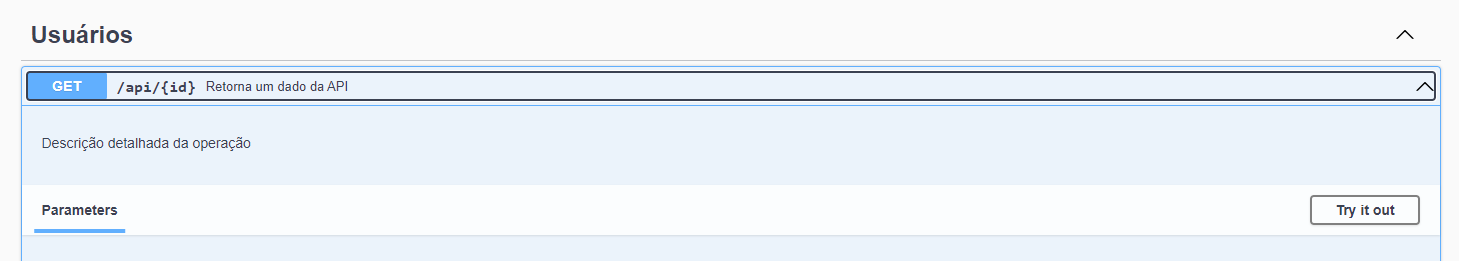 Usuários
GET /api/{id} Retorna um dado da API
Descrição detalhada da operação
Parameters
Try it out